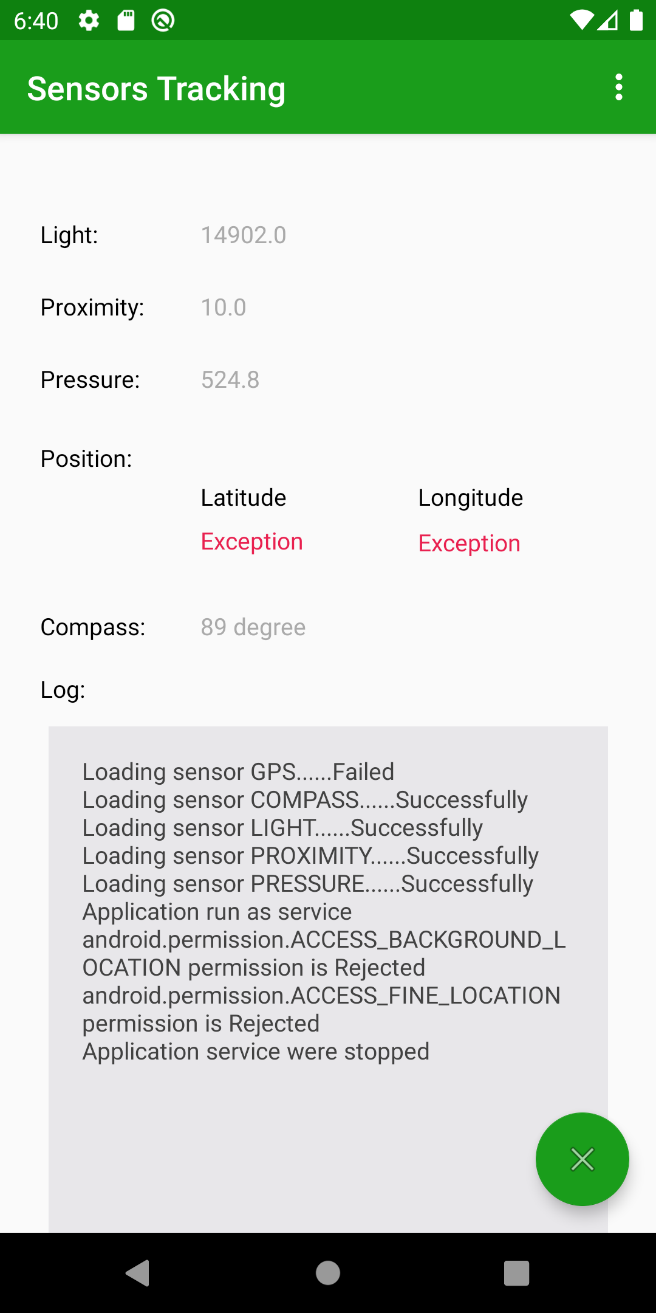 6:40
Sensors Tracking
Light: 14902.0
Proximity: 10.0
Pressure: 524.8
Position:
Latitude Longitude
Exception Exception
Compass: 89 degree
Log:
Loading sensor GPS......Failed
Loading sensor COMPASS......Successfully
Loading sensor LIGHT......Successfully
Loading sensor PROXIMITY......Successfully
Loading sensor PRESSURE......Successfully
Application run as service
android.permission.ACCESS_BACKGROUND_L
OCATION permission is Rejected
android.permission.ACCESS_FINE_LOCATION
permission is Rejected
Application service were stopped